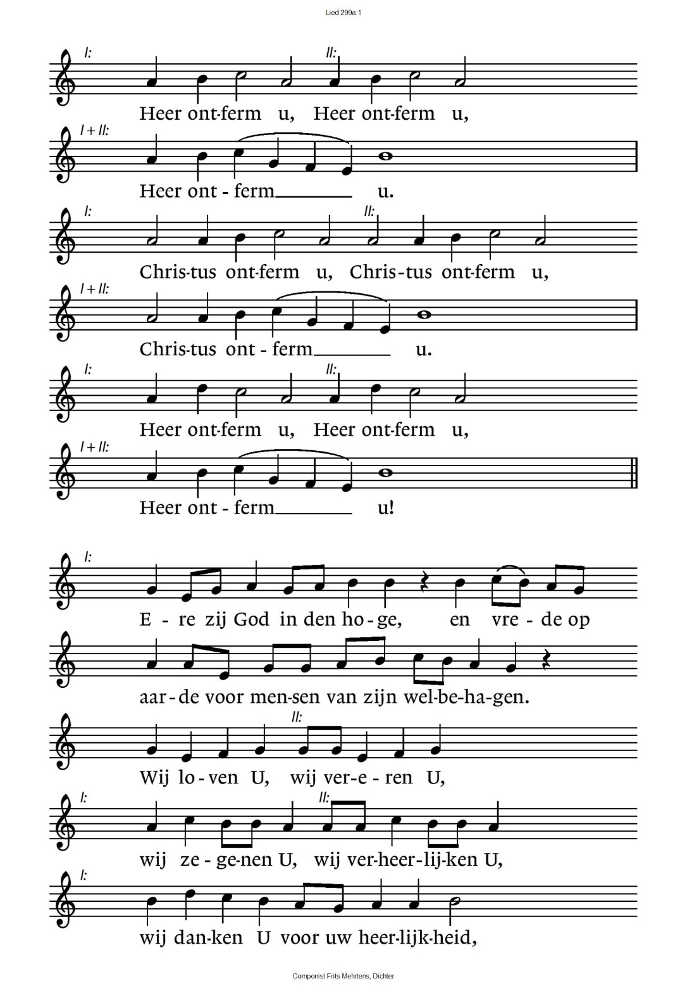 Lied 299a:1
I: II:
Heer ont-ferm u, Heer ont-ferm u,
I + II:
Heer ont - ferm u.
I: II:
Chris-tus ont-ferm u, Chris-tus ont-ferm u,
I + II:
Chris-tus ont - ferm u.
I: II:
Heer ont-ferm u, Heer ont-ferm u,
I + II:
Heer ont - ferm u!
I:
E - re zij God in den ho - ge, en vre - de op
aar - de voor men-sen van zijn wel-be-ha-gen.
II:
Wij lo - ven U, wij ver-e - ren U,
I: II:
wij ze - ge-nen U, wij ver-heer-lij-ken U,
I:
wij dan-ken U voor uw heer-lijk-heid,
Componist Frits Mehrtens, Dichter